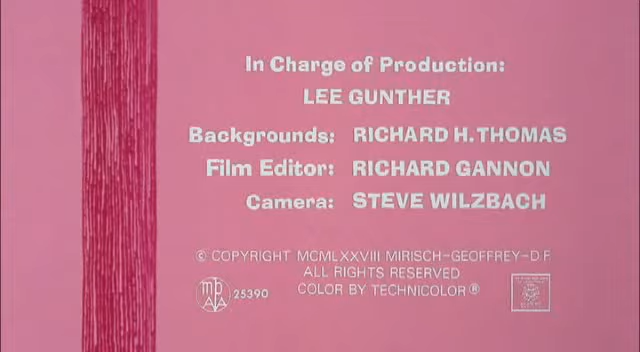 In Charge of Production:
LEE GUNTHER
Backgrounds: RICHARD H. THOMAS
Film Editor: RICHARD GANNON
Camera: STEVE WILZBACH
© COPYRIGHT MCMLXXVIII MIRISCH-GEOFFREY-D.F.
ALL RIGHTS RESERVED
25390 COLOR BY TECHNICOLOR®